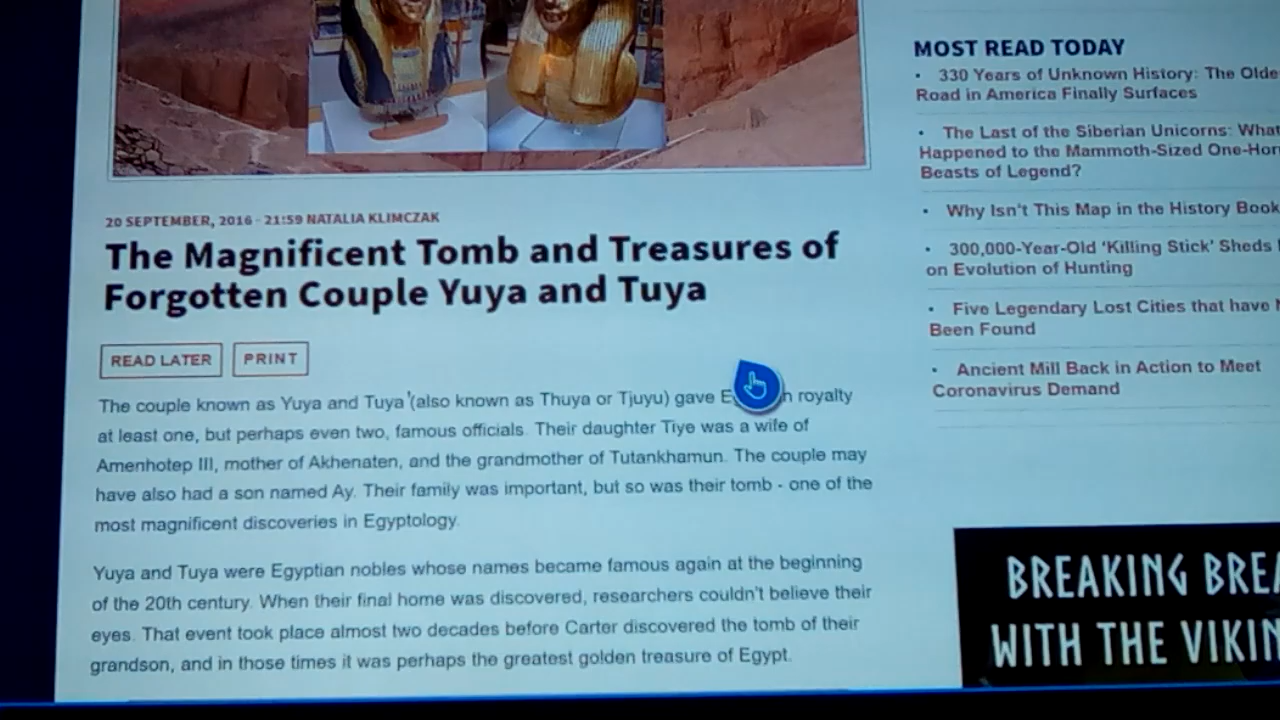 20 SEPTEMBER, 2016 - 21:59 NATALIA KLIMCZAK
The Magnificent Tomb and Treasures of
Forgotten Couple Yuya and Tuya
READ LATER PRINT
The couple known as Yuya and Tuya (also known as Thuya or Tjuyu) gave royalty
at least one, but perhaps even two, famous officials. Their daughter Tiye was a wife of
Amenhotep III, mother of Akhenaten, and the grandmother of Tutankhamun. The couple may
have also had a son named Ay. Their family was important, but so was their tomb - one of the
most magnificent discoveries in Egyptology.
Yuya and Tuya were Egyptian nobles whose names became famous again at the beginning
of the 20th century. When their final home was discovered, researchers couldn't believe their
eyes. That event took place almost two decades before Carter discovered the tomb of their
grandson, and in those times it was perhaps the greatest golden treasure of Egypt.
MOST READ TODAY
• 330 Years of Unknown History: The Olde
Road in America Finally Surfaces
• The Last of the Siberian Unicorns: What
Happened to the Mammoth-Sized One-Hor
Beasts of Legend?
• Why Isn't This Map in the History Book
• 300,000-Year-Old 'Killing Stick' Sheds
on Evolution of Hunting
• Five Legendary Lost Cities that have
Been Found
• Ancient Mill Back in Action to Meet
Coronavirus Demand
BREAKING BREA
WITH THE VIKIN